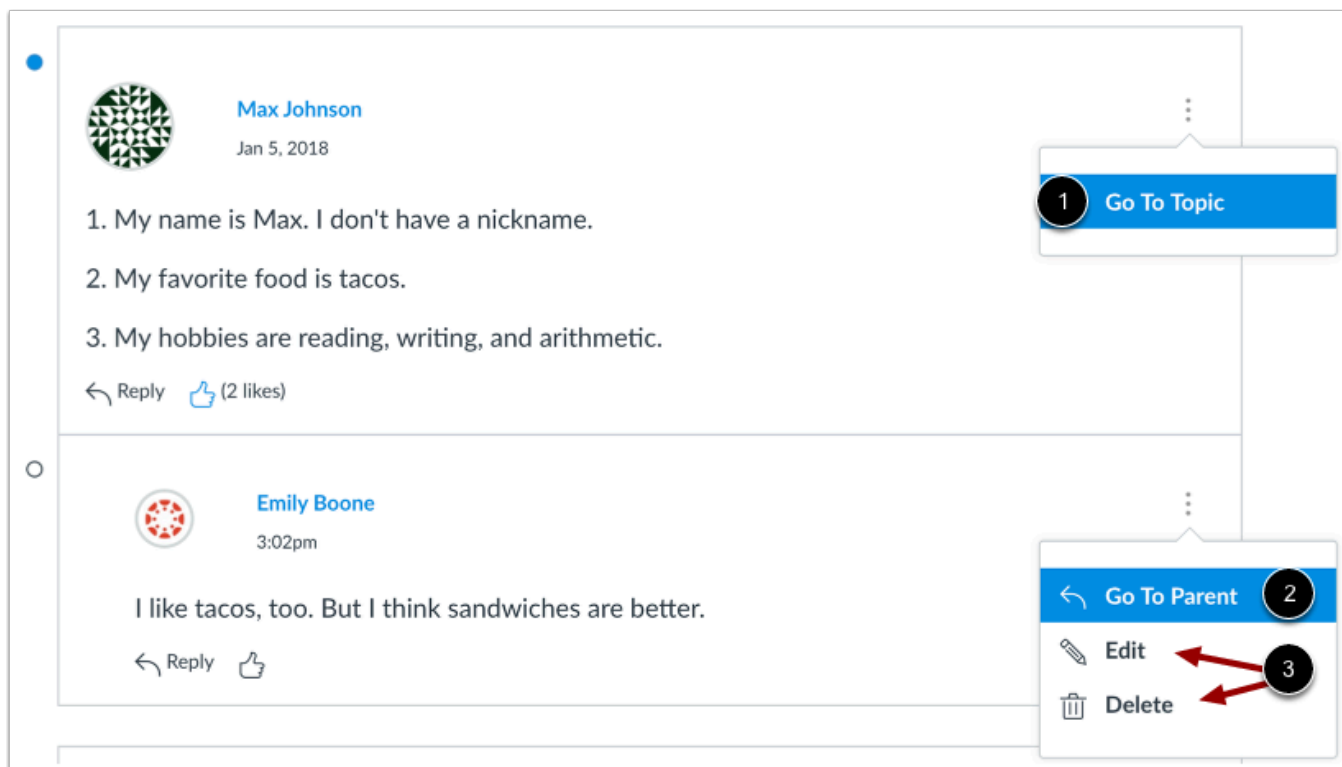 Max Johnson
Jan 5, 2018
1 Go To Topic
1. My name is Max. I don't have a nickname.
2. My favorite food is tacos.
3. My hobbies are reading, writing, and arithmetic.
Reply (2 likes)
Emily Boone
3:02pm
Go To Parent 2
I like tacos, too. But I think sandwiches are better.
Edit
3
Reply
Delete